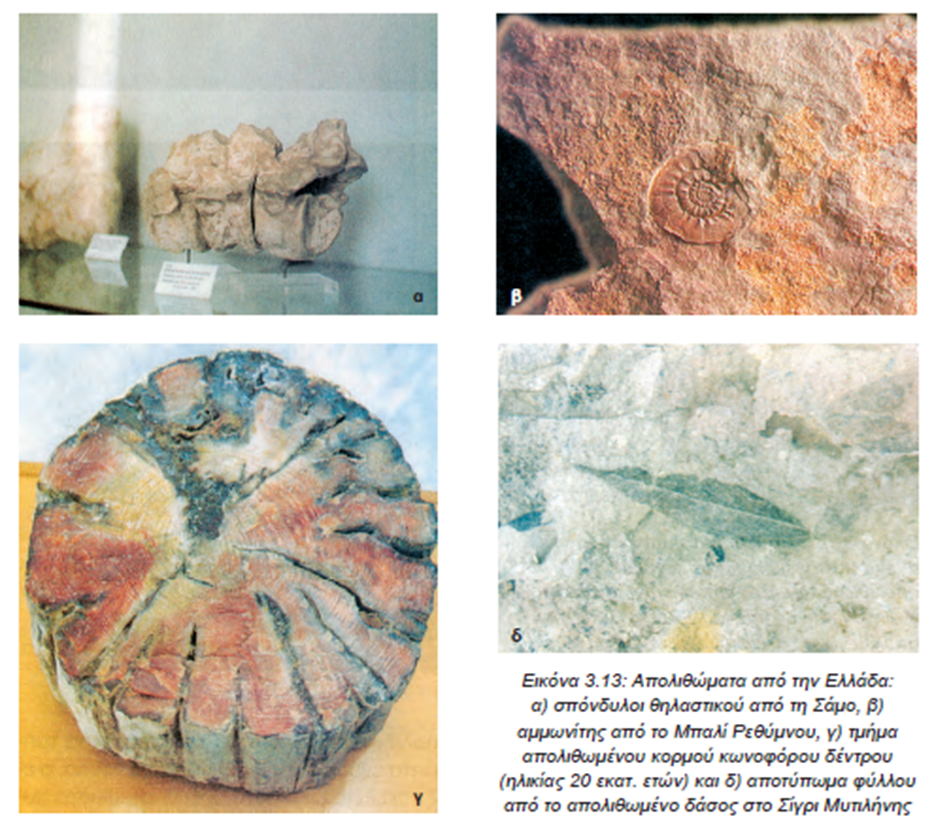 α
β
γ
δ
Εικόνα 3.13: Απολιθώματα από την Ελλάδα:
α) σπόνδυλοι θηλαστικού από τη Σάμο, β)
αμμωνίτης από το Μπαλί Ρεθύμνου, γ) τμήμα
απολιθωμένου κορμού κωνοφόρου δέντρου
(ηλικίας 20 εκατ. ετών) και δ) αποτύπωμα φύλλου
από το απολιθωμένο δάσος στο Σίγρι Μυτιλήνης